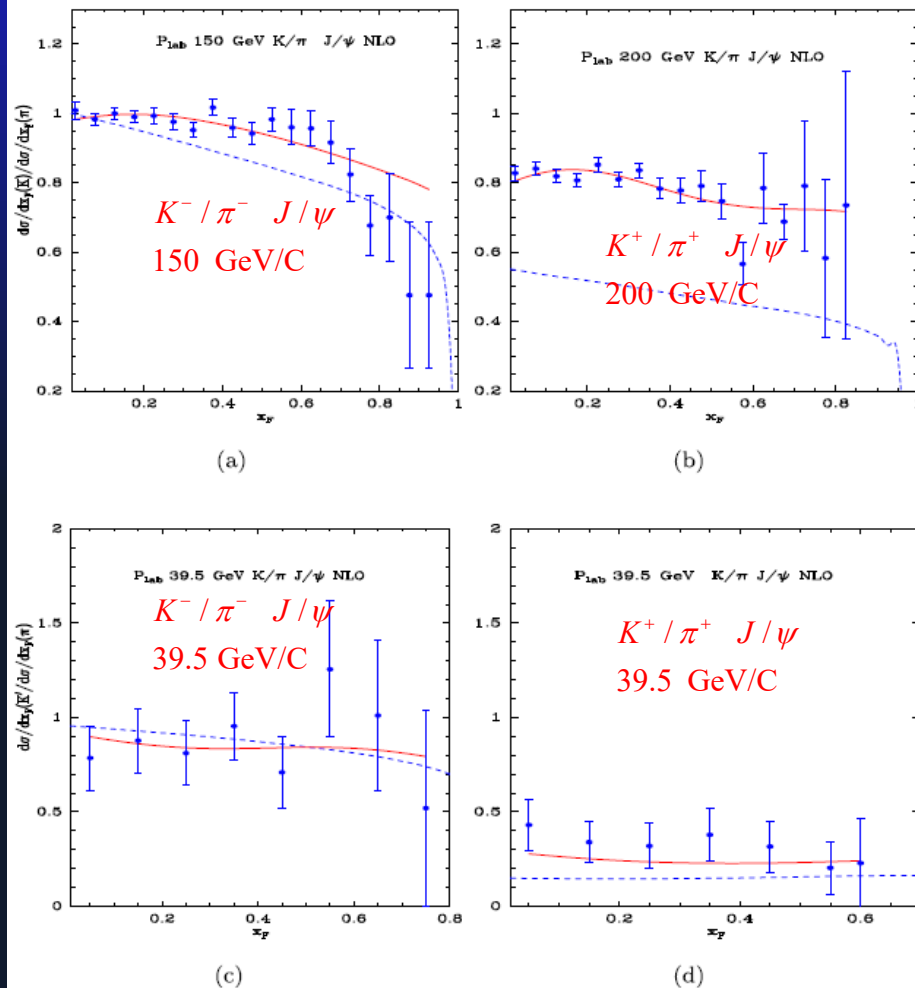 P_lab 150 GeV K/π J/ψ NLO
dσ/dx_F(K)/dσ/dx_F(π)
1.2
1
0.8
0.6
0.4
0.2
K⁻ / π⁻ J / ψ
150 GeV/C
0.2 0.4 0.6 0.8 1
x_F
(a)
P_lab 200 GeV K/π J/ψ NLO
1.2
1
0.8
0.6
0.4
0.2
K⁺ / π⁺ J / ψ
200 GeV/C
0.2 0.4 0.6 0.8
x_F
(b)
P_lab 39.5 GeV K/π J/ψ NLO
dσ/dx_F(K)/dσ/dx_F(π)
2
1.5
1
0.5
0
K⁻ / π⁻ J / ψ
39.5 GeV/C
0.2 0.4 0.6 0.8
x_F
(c)
P_lab 39.5 GeV K/π J/ψ NLO
2
1.5
1
0.5
0
K⁺ / π⁺ J / ψ
39.5 GeV/C
0.2 0.4 0.6
x_F
(d)